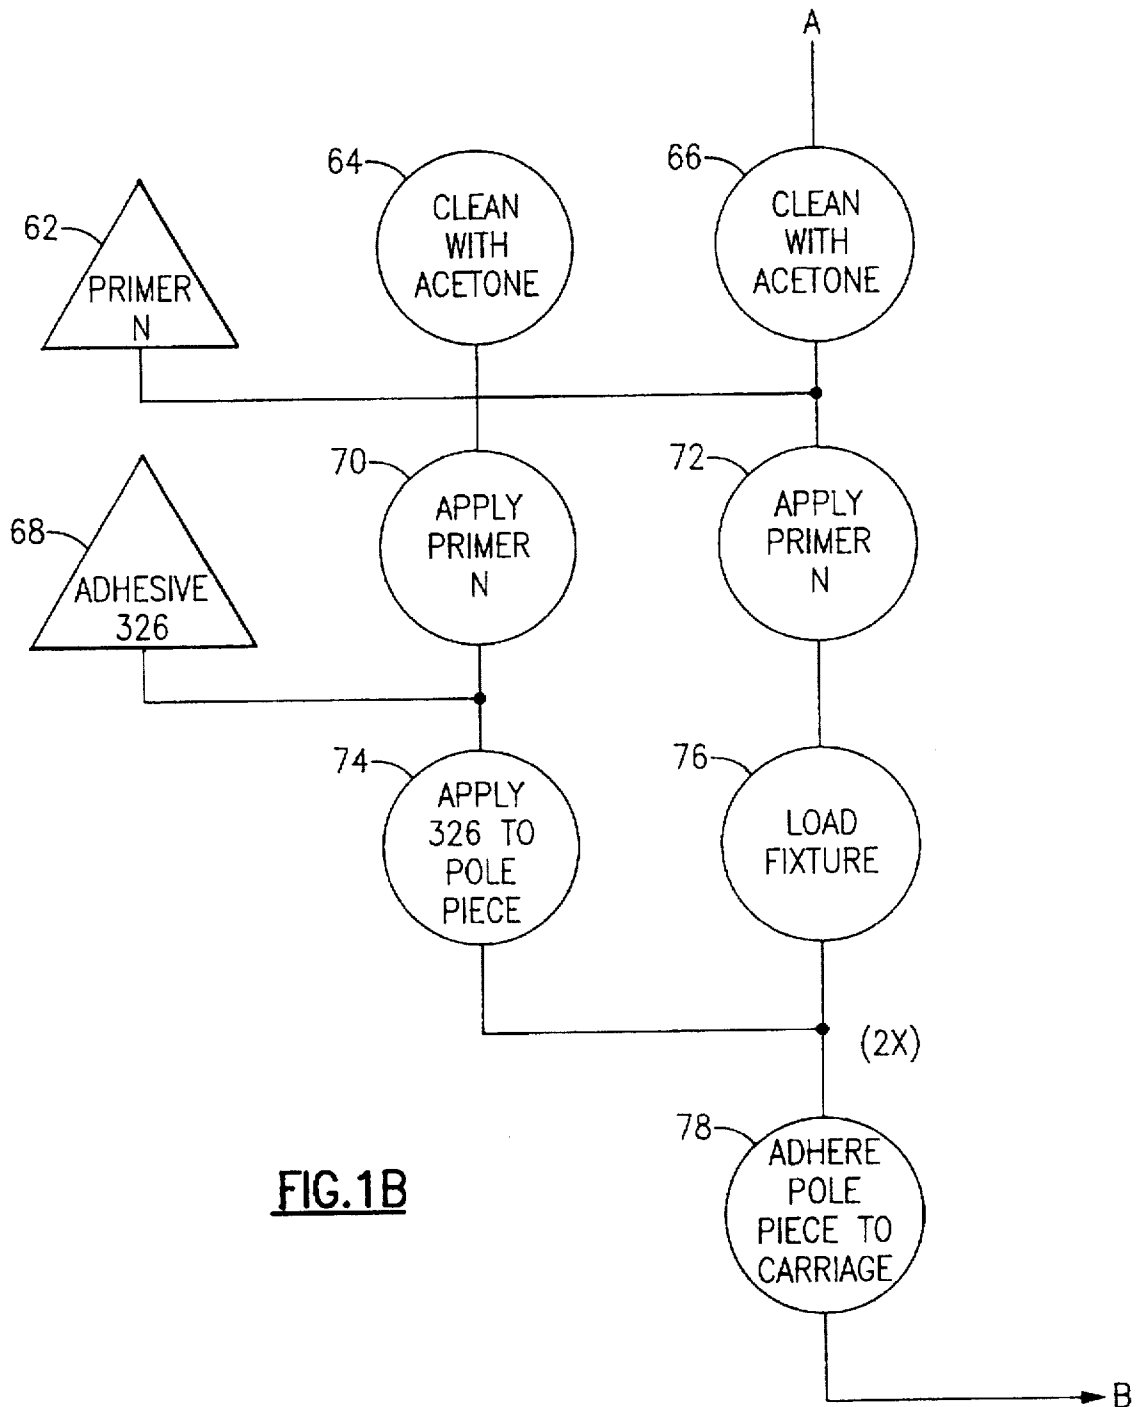 A
64
CLEAN
WITH
ACETONE
66
CLEAN
WITH
ACETONE
62
PRIMER
N
70
APPLY
PRIMER
N
72
APPLY
PRIMER
N
68
ADHESIVE
326
74
APPLY
326 TO
POLE
PIECE
76
LOAD
FIXTURE
(2X)
78
ADHERE
POLE
PIECE TO
CARRIAGE
FIG.1B
B